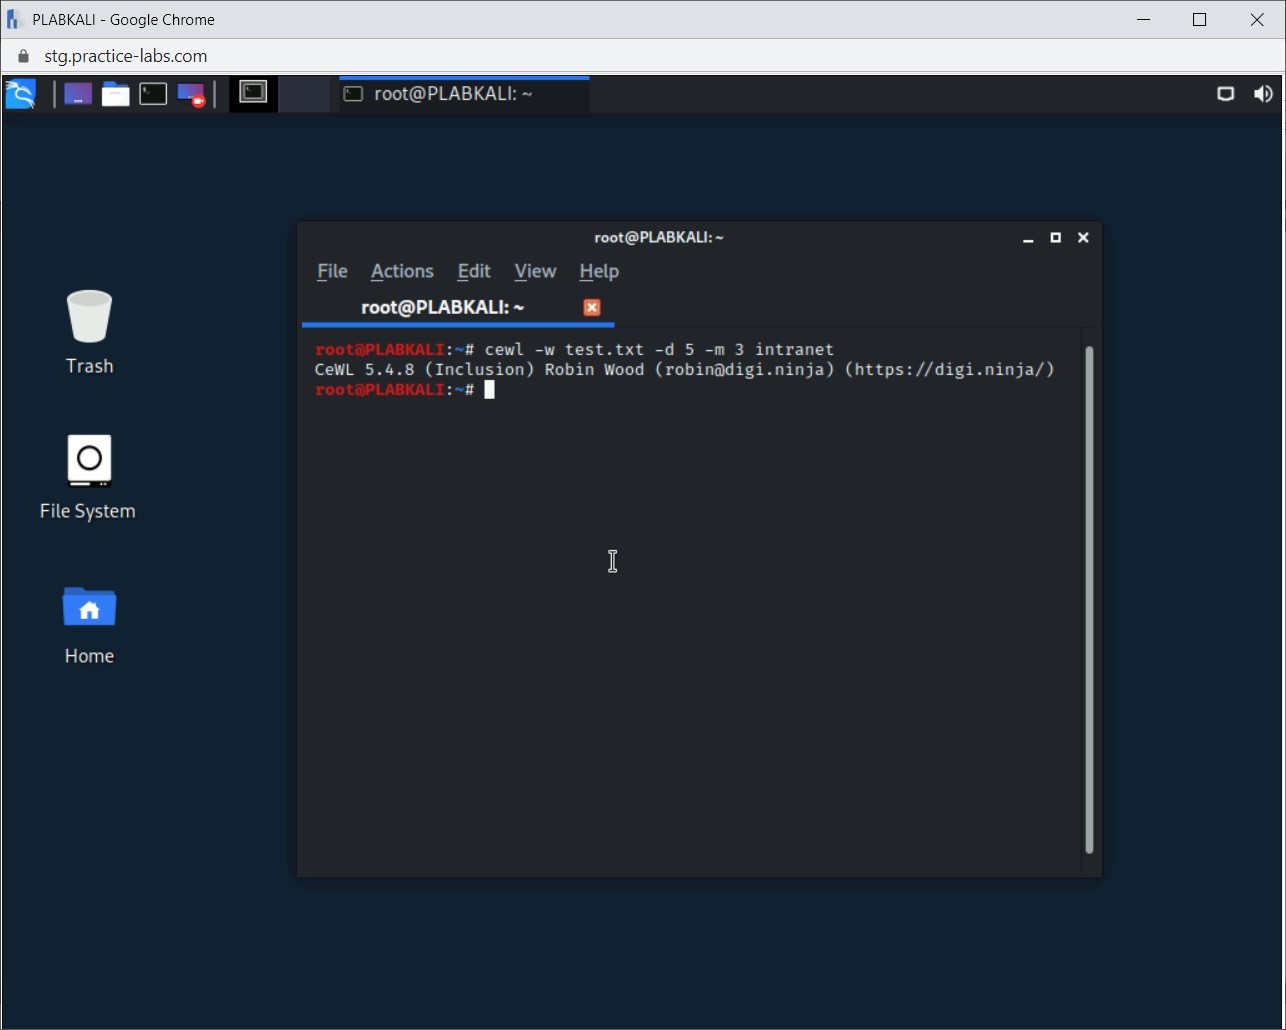 PLABKALI - Google Chrome
stg.practice-labs.com
root@PLABKALI: ~
root@PLABKALI: ~
File Actions Edit View Help
root@PLABKALI: ~
root@PLABKALI:~# cewl -w test.txt -d 5 -m 3 intranet
CeWL 5.4.8 (Inclusion) Robin Wood (robin@digi.ninja) (https://digi.ninja/)
root@PLABKALI:~#
Trash
File System
Home